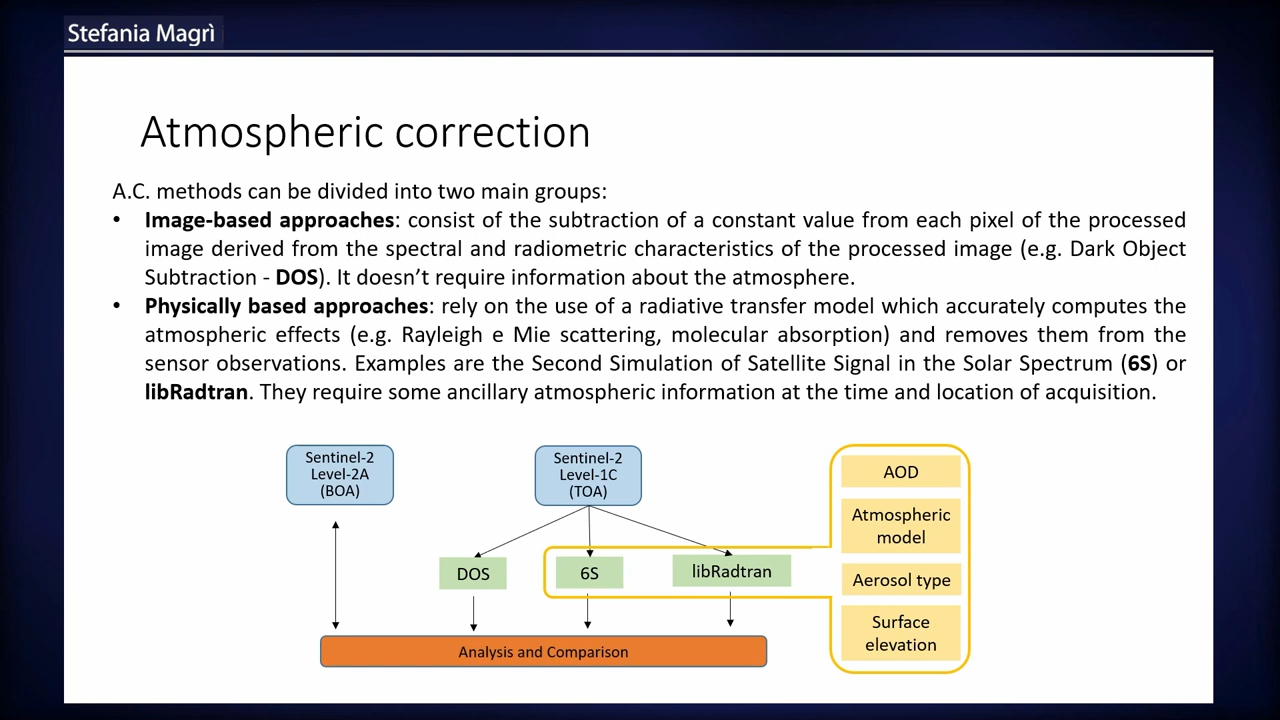 Stefania Magrì
Atmospheric correction
A.C. methods can be divided into two main groups:
• Image-based approaches: consist of the subtraction of a constant value from each pixel of the processed
image derived from the spectral and radiometric characteristics of the processed image (e.g. Dark Object
Subtraction - DOS). It doesn’t require information about the atmosphere.
• Physically based approaches: rely on the use of a radiative transfer model which accurately computes the
atmospheric effects (e.g. Rayleigh e Mie scattering, molecular absorption) and removes them from the
sensor observations. Examples are the Second Simulation of Satellite Signal in the Solar Spectrum (6S) or
libRadtran. They require some ancillary atmospheric information at the time and location of acquisition.
Sentinel-2
Level-2A
(BOA)
Sentinel-2
Level-1C
(TOA)
AOD
Atmospheric
model
Aerosol type
Surface
elevation
DOS
6S
libRadtran
Analysis and Comparison